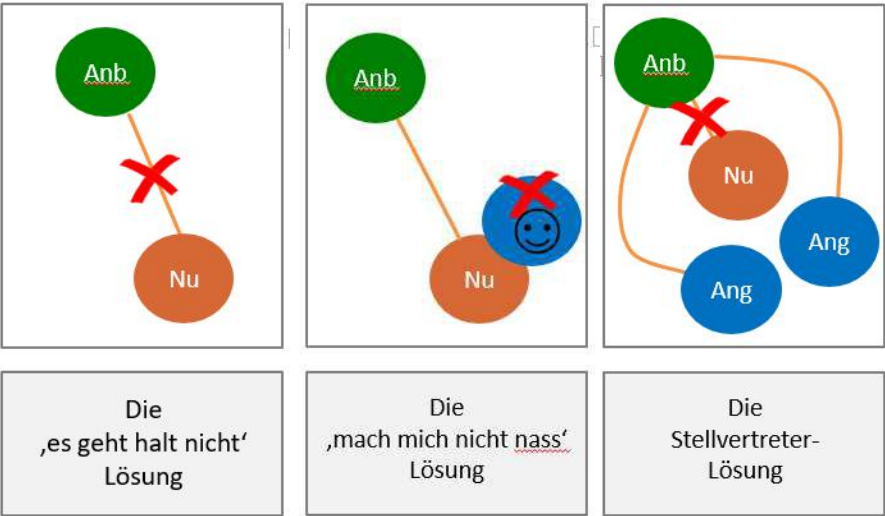 Anb
Nu
Anb
Nu
Anb
Nu
Ang
Ang
Die
‚es geht halt nicht‘
Lösung
Die
‚mach mich nicht nass‘
Lösung
Die
Stellvertreter-
Lösung